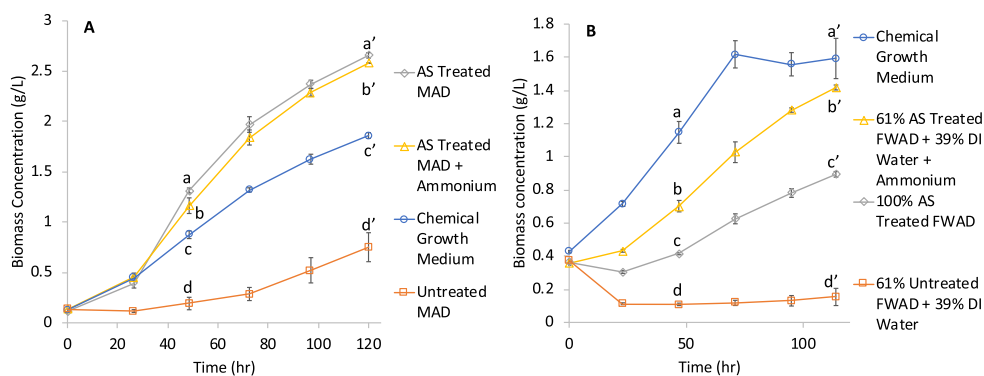 A
Biomass Concentration (g/L)
3
2.5
2
1.5
1
0.5
0
0
20
40
60
80
100
120
Time (hr)
a
b
c
d
a’
b’
c’
d’
AS Treated
MAD
AS Treated
MAD +
Ammonium
Chemical
Growth
Medium
Untreated
MAD
B
Biomass concentration (g/L)
1.8
1.6
1.4
1.2
1
0.8
0.6
0.4
0.2
0
0
50
100
Time (hr)
a
b
c
d
a’
b’
c’
d’
Chemical
Growth
Medium
61% AS Treated
FWAD + 39% DI
Water +
Ammonium
100% AS
Treated FWAD
61% Untreated
FWAD + 39% DI
Water